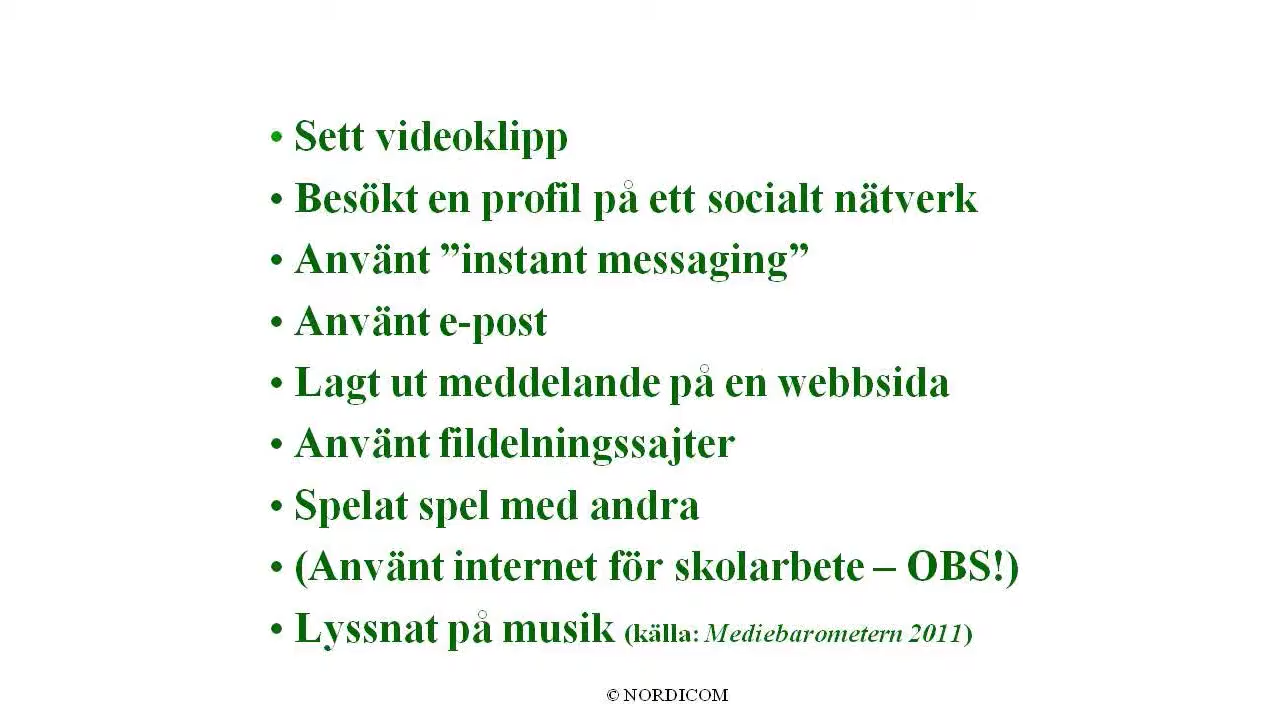 • Sett videoklipp
• Besökt en profil på ett socialt nätverk
• Använt ”instant messaging”
• Använt e-post
• Lagt ut meddelande på en webbsida
• Använt fildelningssajter
• Spelat spel med andra
• (Använt internet för skolarbete – OBS!)
• Lyssnat på musik (källa: Mediebarometern 2011)
© NORDICOM